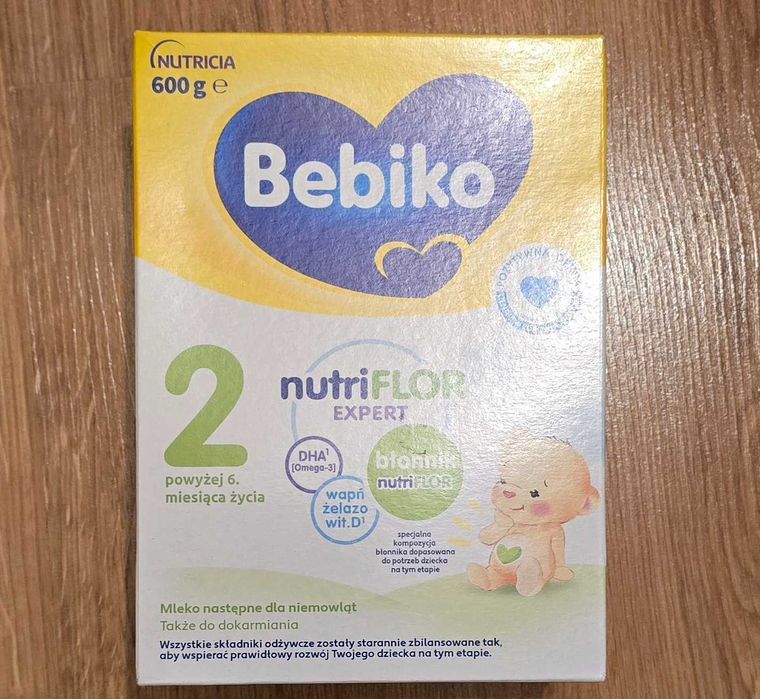 NUTRICIA
600 g ℮
Bebiko
2
powyżej 6.
miesiąca życia
nutriFLOR
EXPERT
DHA¹
[Omega-3]
wapń
żelazo
wit.D¹
błonnik
nutriFLOR
specjalna
kompozycja
błonnika dopasowana
do potrzeb dziecka
na tym etapie
Mleko następne dla niemowląt
Także do dokarmiania
Wszystkie składniki odżywcze zostały starannie zbilansowane tak,
aby wspierać prawidłowy rozwój Twojego dziecka na tym etapie.